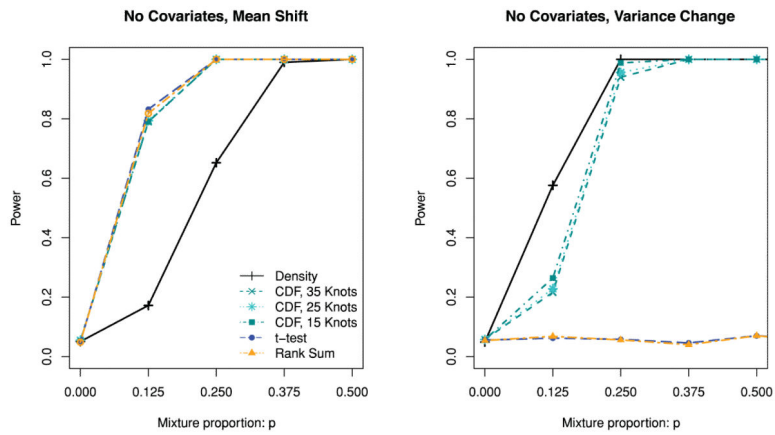 No Covariates, Mean Shift
Power
0.0
0.2
0.4
0.6
0.8
1.0
Density
CDF, 35 Knots
CDF, 25 Knots
CDF, 15 Knots
t-test
Rank Sum
0.000 0.125 0.250 0.375 0.500
Mixture proportion: p
No Covariates, Variance Change
Power
0.0
0.2
0.4
0.6
0.8
1.0
0.000 0.125 0.250 0.375 0.500
Mixture proportion: p